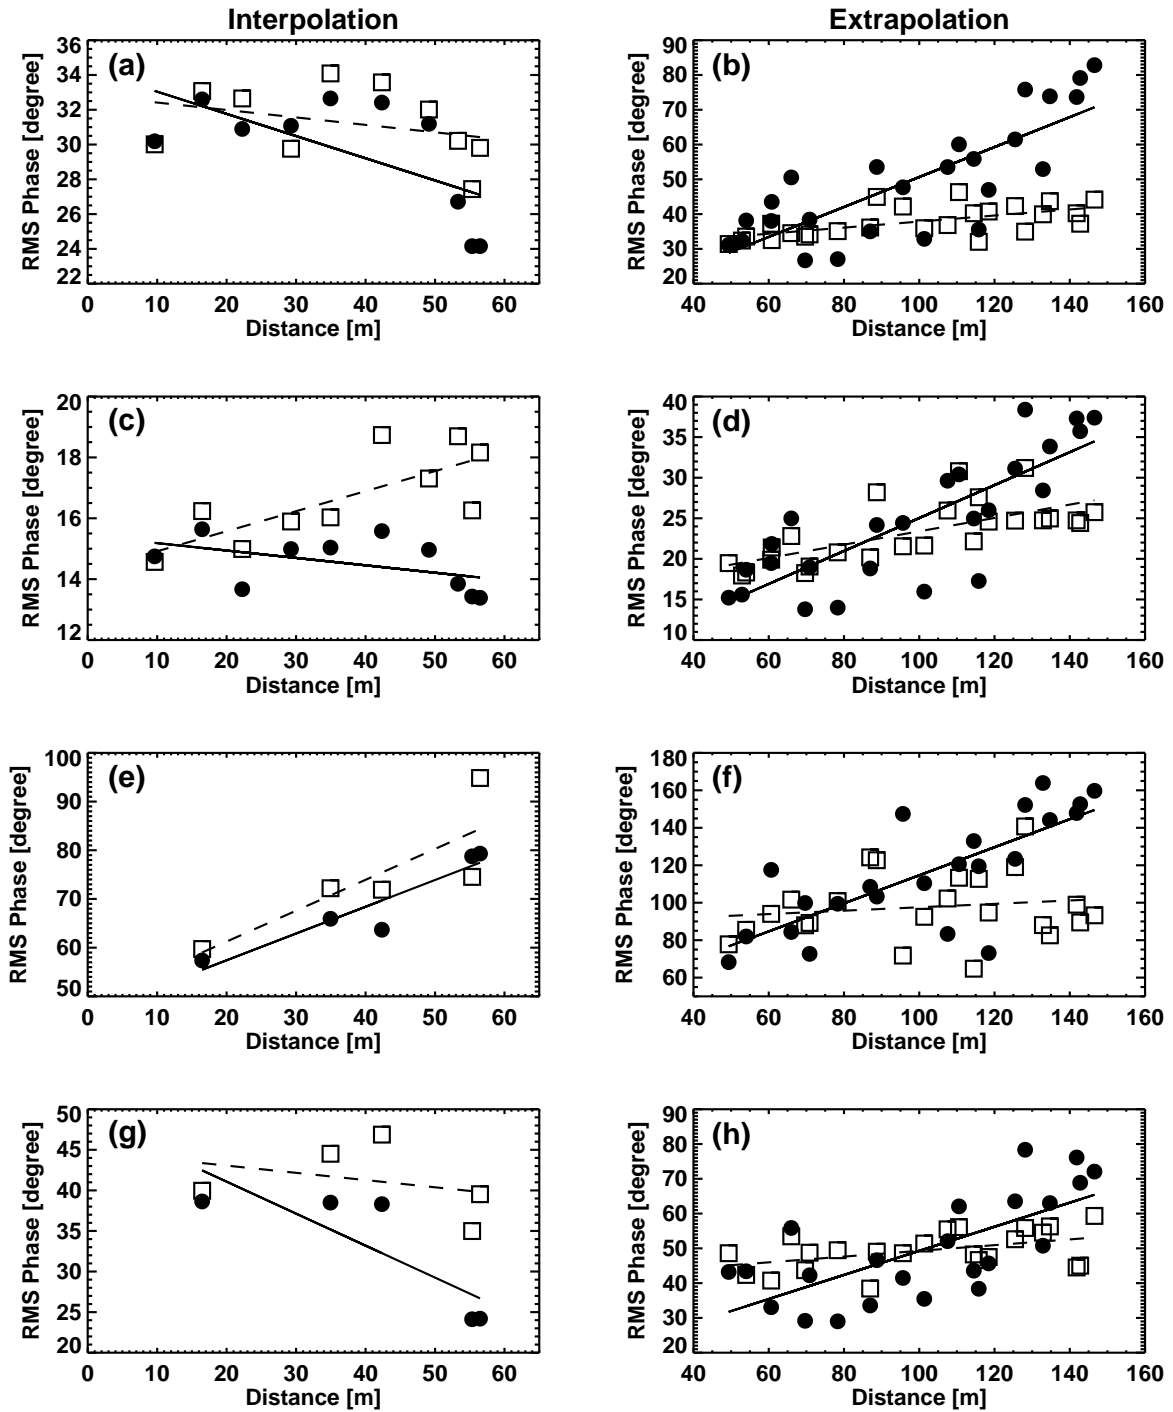 Interpolation
Extrapolation
(a)
RMS Phase [degree]
36
34
32
30
28
26
24
22
0 10 20 30 40 50 60
Distance [m]
(b)
RMS Phase [degree]
90
80
70
60
50
40
30
20
40 60 80 100 120 140 160
Distance [m]
(c)
RMS Phase [degree]
20
18
16
14
12
0 10 20 30 40 50 60
Distance [m]
(d)
RMS Phase [degree]
40
35
30
25
20
15
10
40 60 80 100 120 140 160
Distance [m]
(e)
RMS Phase [degree]
100
90
80
70
60
50
0 10 20 30 40 50 60
Distance [m]
(f)
RMS Phase [degree]
180
160
140
120
100
80
60
40 60 80 100 120 140 160
Distance [m]
(g)
RMS Phase [degree]
50
45
40
35
30
25
20
0 10 20 30 40 50 60
Distance [m]
(h)
RMS Phase [degree]
90
80
70
60
50
40
30
20
40 60 80 100 120 140 160
Distance [m]